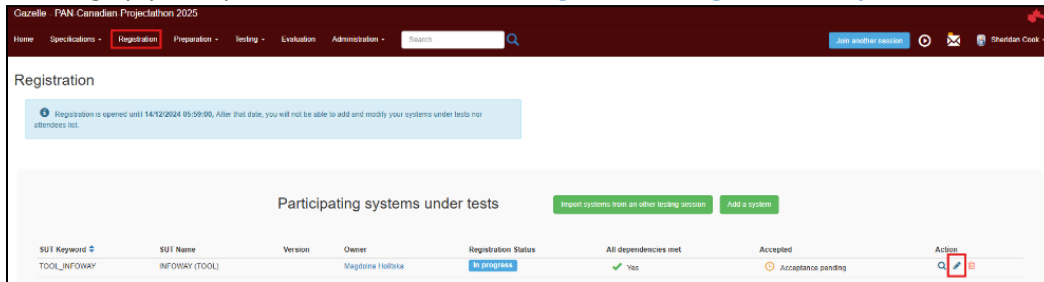 Gazelle - PAN Canadian Projectathon 2025
Home Specifications Registration Preparation Testing Evaluation Administration Search... Join another session Sheridan Cook
Registration
Registration is opened until 14/12/2024 05:59:00, After that date, you will not be able to add and modify your systems under tests nor
attendees list.
Participating systems under tests Import systems from an other testing session Add a system
SUT Keyword SUT Name Version Owner Registration Status All dependencies met Accepted Action
TOOL_INFOWAY INFOWAY (TOOL) Magdolna In progress Yes Acceptance pending